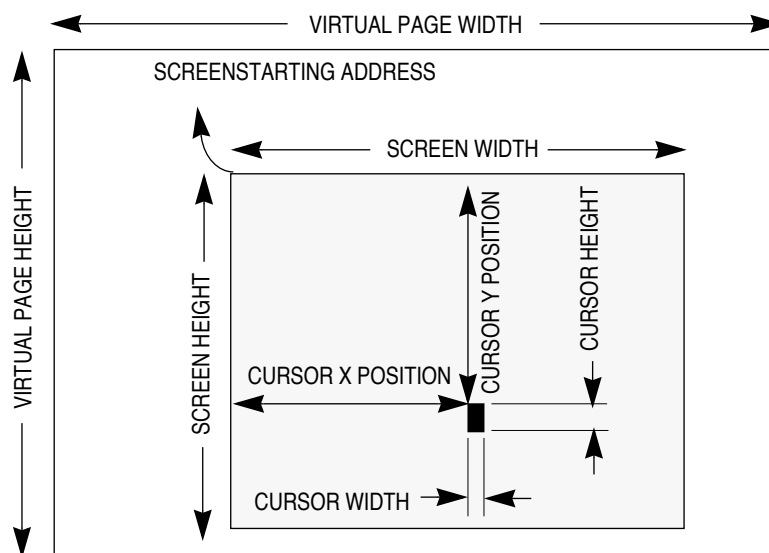 VIRTUAL PAGE WIDTH
SCREENSTARTING ADDRESS
SCREEN WIDTH
VIRTUAL PAGE HEIGHT
SCREEN HEIGHT
CURSOR Y POSITION
CURSOR HEIGHT
CURSOR X POSITION
CURSOR WIDTH